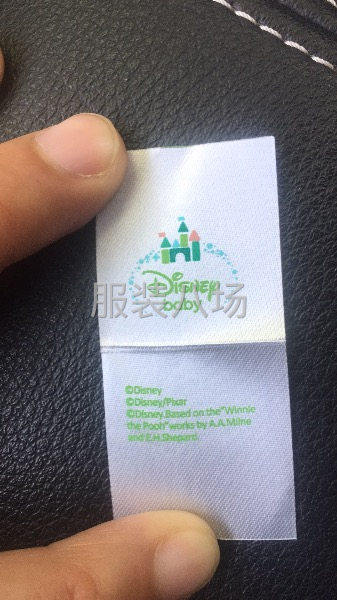 Disney
baby
服装八场
©Disney
©Disney/Pixar
©Disney.Based on the"Winnie
the Pooh"works by A.A.Milne
and E.H.Shepard.